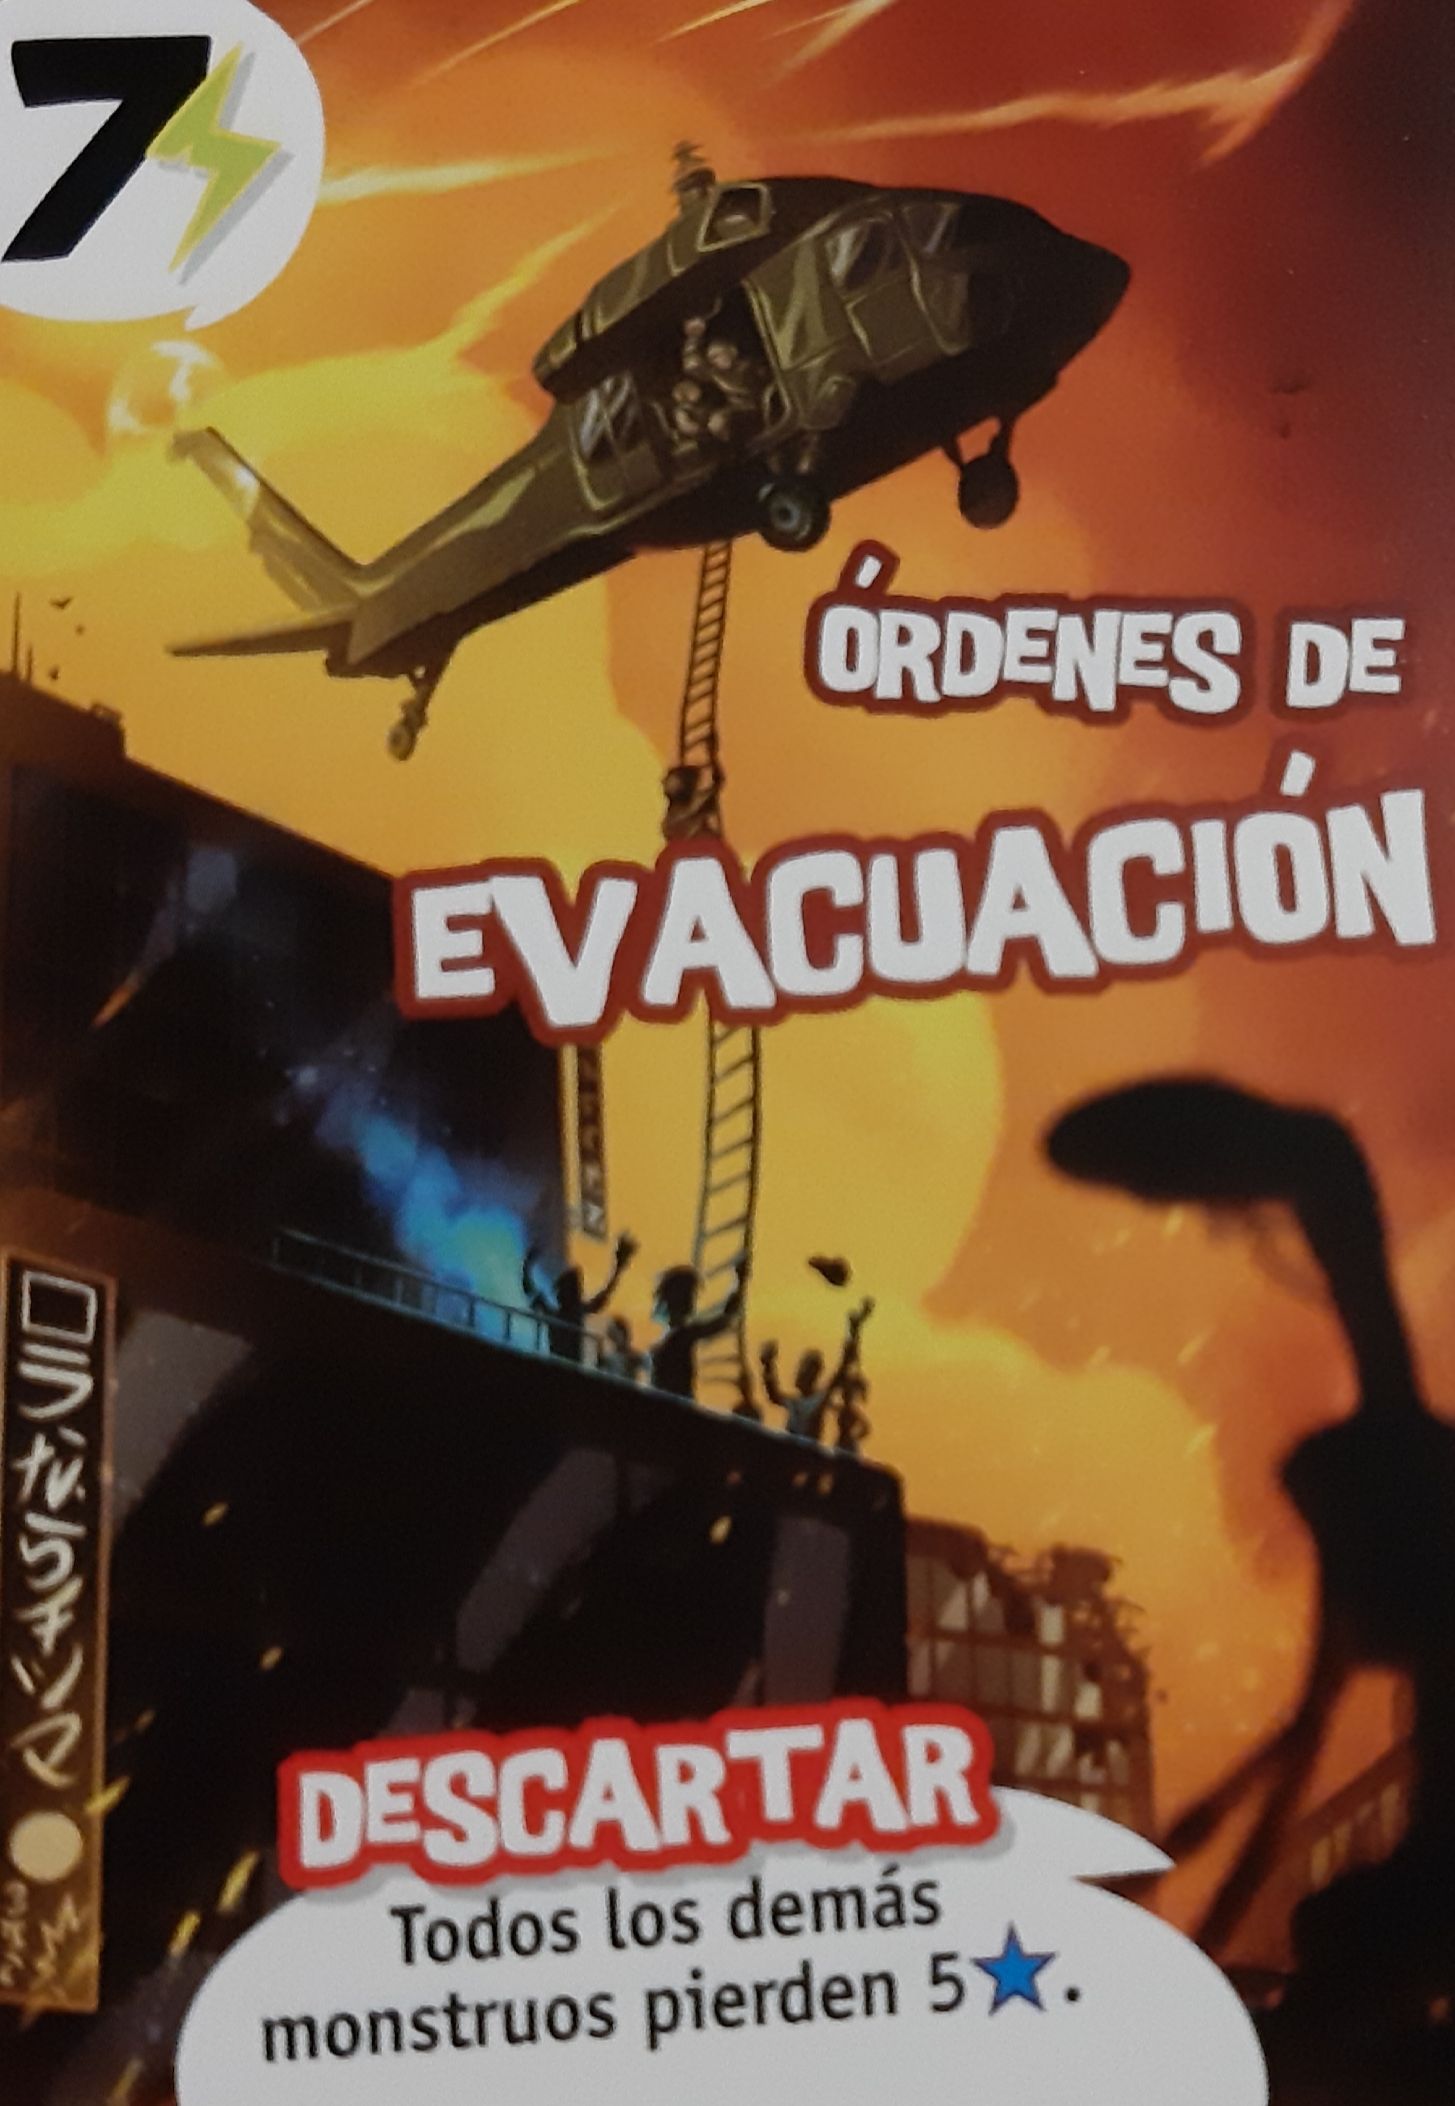 7
ÓRDENES DE
EVACUACIÓN
DESCARTAR
Todos los demás
monstruos pierden 5★.